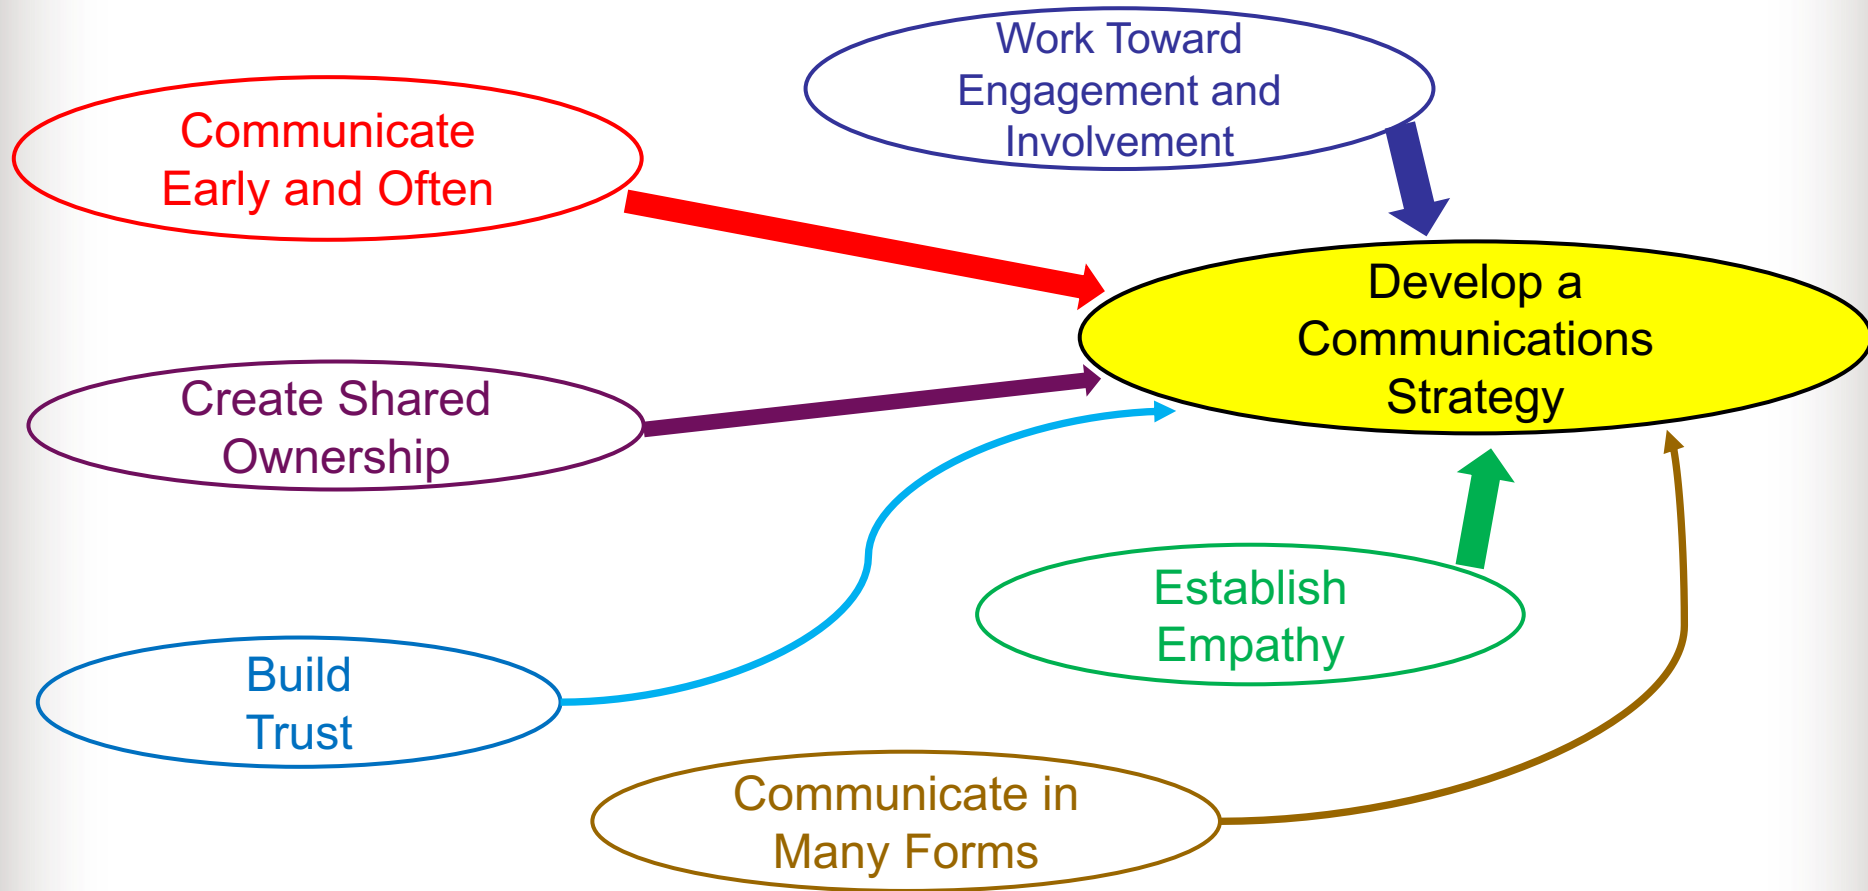 Work Toward
Engagement and
Involvement
Communicate
Early and Often
Develop a
Communications
Strategy
Create Shared
Ownership
Establish
Empathy
Build
Trust
Communicate in
Many Forms